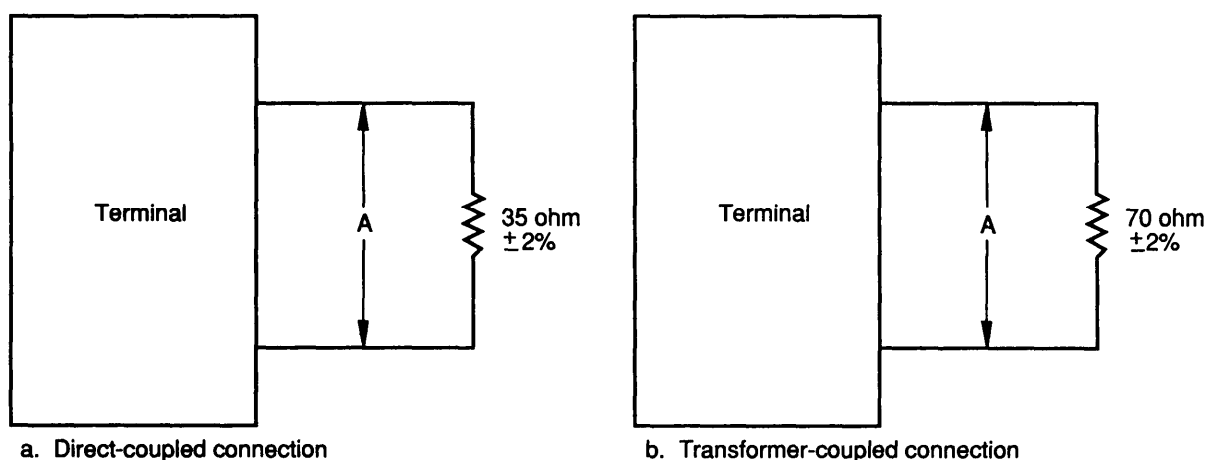 Terminal
A
35 ohm
±2%
a. Direct-coupled connection
Terminal
A
70 ohm
±2%
b. Transformer-coupled connection